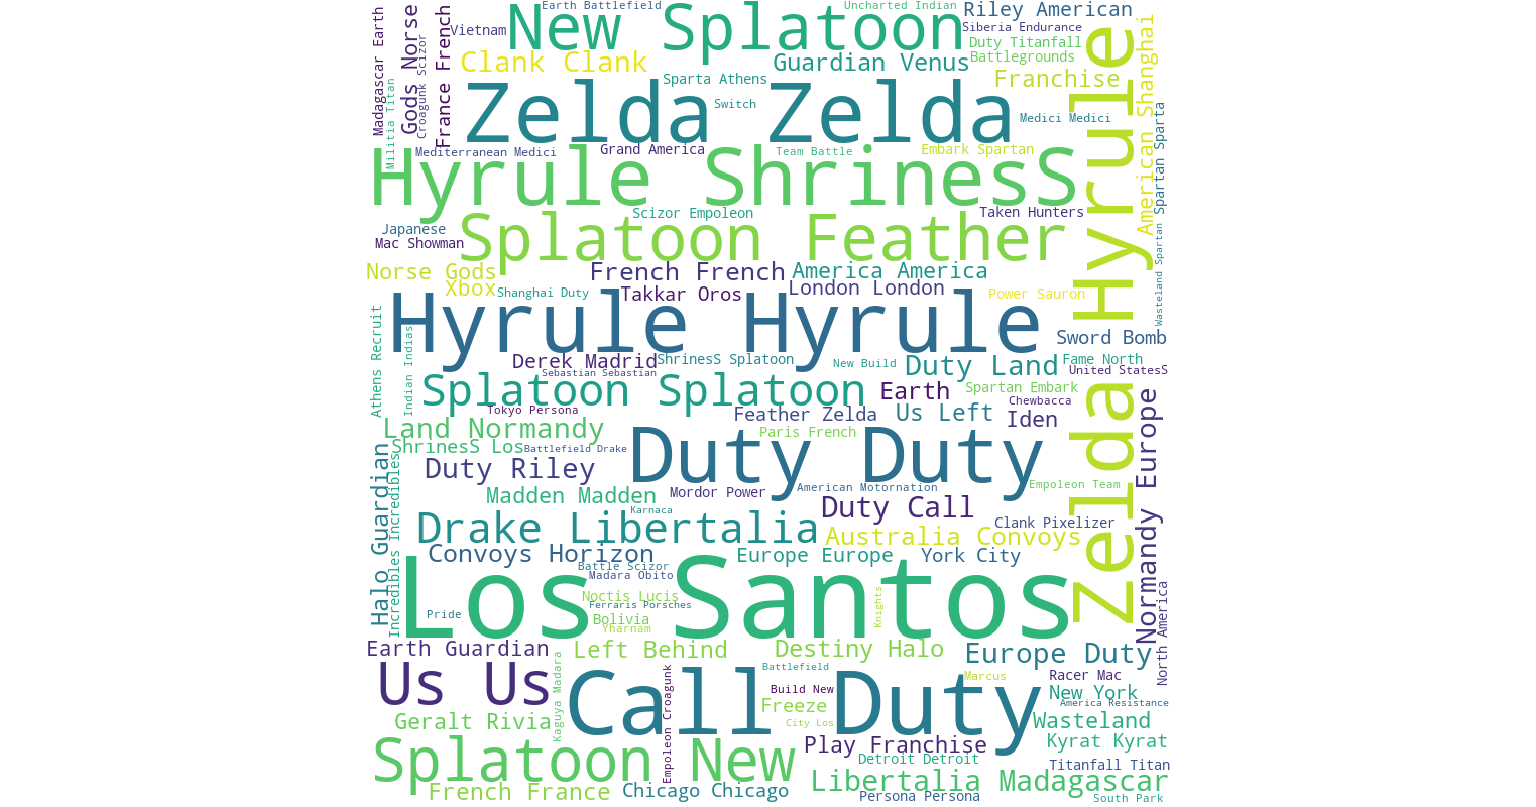 Earth Battlefield
Uncharted Indian
Riley American
New Splatoon
Siberia Endurance
Vietnam
Duty Titanfall
Battlegrounds
Clank Clank
Guardian Venus
Franchise
Madagascar Earth
Gods Norse
Croagunk Scizor
France French
Militia Titan
Sparta Athens
Zelda Zelda
Switch
Medici Medici
Hyrule
American Shanghai
Spartan Sparta
Mediterranean Medici
Grand America
Team Battle
Embark Spartan
Hyrule ShrinesS
Scizor Empoleon
Taken Hunters
Japanese
Mac Showman
Splatoon Feather
Wasteland Spartan
Norse Gods
French French
America America
Xbox
Shanghai Duty
Takkar Oros
London London
Power Sauron
Hyrule Hyrule
Athens Recruit
Indian Indias
Sword Bomb
Derek Madrid
ShrinesS Splatoon
New Build
Duty Land
Fame North
United StatesS
Sebastian Sebastian
Splatoon Splatoon
Earth
Spartan Embark
Chewbacca
Tokyo Persona
Feather Zelda
Us Left
Iden
Land Normandy
Paris French
Zelda
Normandy Europe
ShrinesS Los
Battlefield Drake
Duty Duty
Halo Guardian
Incredibles Incredibles
Duty Riley
Madden Madden
Mordor Power
American Motornation
Empoleon Team
Karnaca
Duty Call
Drake Libertalia
Clank Pixelizer
Australia Convoys
Convoys Horizon
Europe Europe
York City
Battle Scizor
Madara Obito
Los Santos
Noctis Lucis
Ferraris Porsches
Knights
Pride
Bolivia
Yharnam
North America
Earth Guardian
Left Behind
Destiny Halo
Europe Duty
Us Us
Kaguya Madara
Call Duty
Battlefield
Marcus
Racer Mac
Build New
New York
Freeze
America Resistance
Geralt Rivia
City Los
Wasteland
Empoleon Croagunk
Splatoon New
Play Franchise
Kyrat Kyrat
Detroit Detroit
Titanfall Titan
French France
Chicago Chicago
Libertalia Madagascar
Persona Persona
South Park